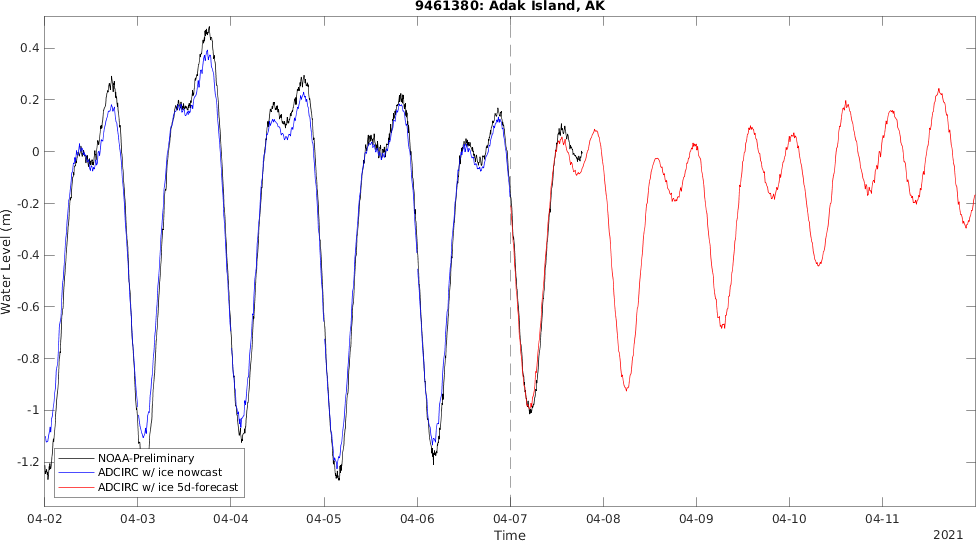 9461380: Adak Island, AK
0.4
0.2
0
-0.2
-0.4
-0.6
-0.8
-1
-1.2
Water Level (m)
NOAA-Preliminary
ADCIRC w/ ice nowcast
ADCIRC w/ ice 5d-forecast
04-02 04-03 04-04 04-05 04-06 04-07 04-08 04-09 04-10 04-11
Time
2021